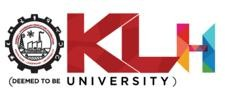 KLH
(DEEMED TO BE UNIVERSITY)